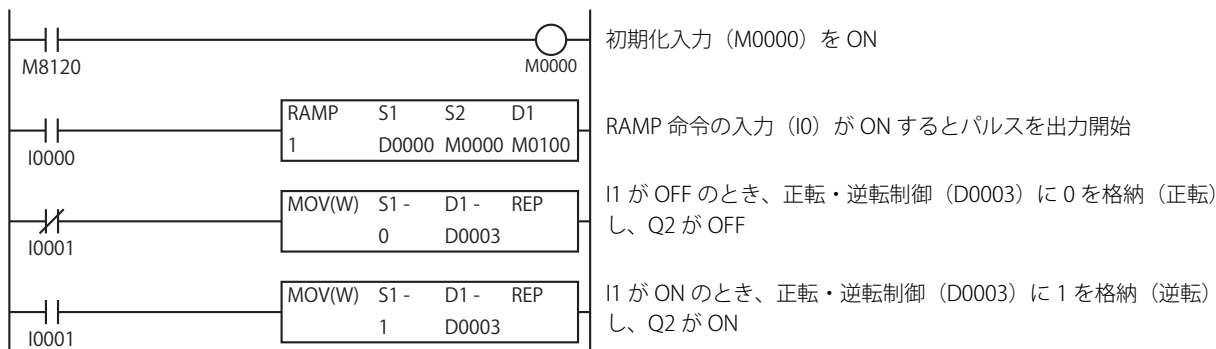 M8120
M0000
初期化入力（M0000）を ON
RAMP S1 S2 D1
1 D0000 M0000 M0100
I0000
RAMP 命令の入力（I0）が ON するとパルスを出力開始
MOV(W) S1 - D1 - REP
0 D0003
I0001
I1 が OFF のとき、正転・逆転制御（D0003）に 0 を格納（正転）
し、Q2 が OFF
MOV(W) S1 - D1 - REP
1 D0003
I0001
I1 が ON のとき、正転・逆転制御（D0003）に 1 を格納（逆転）
し、Q2 が ON